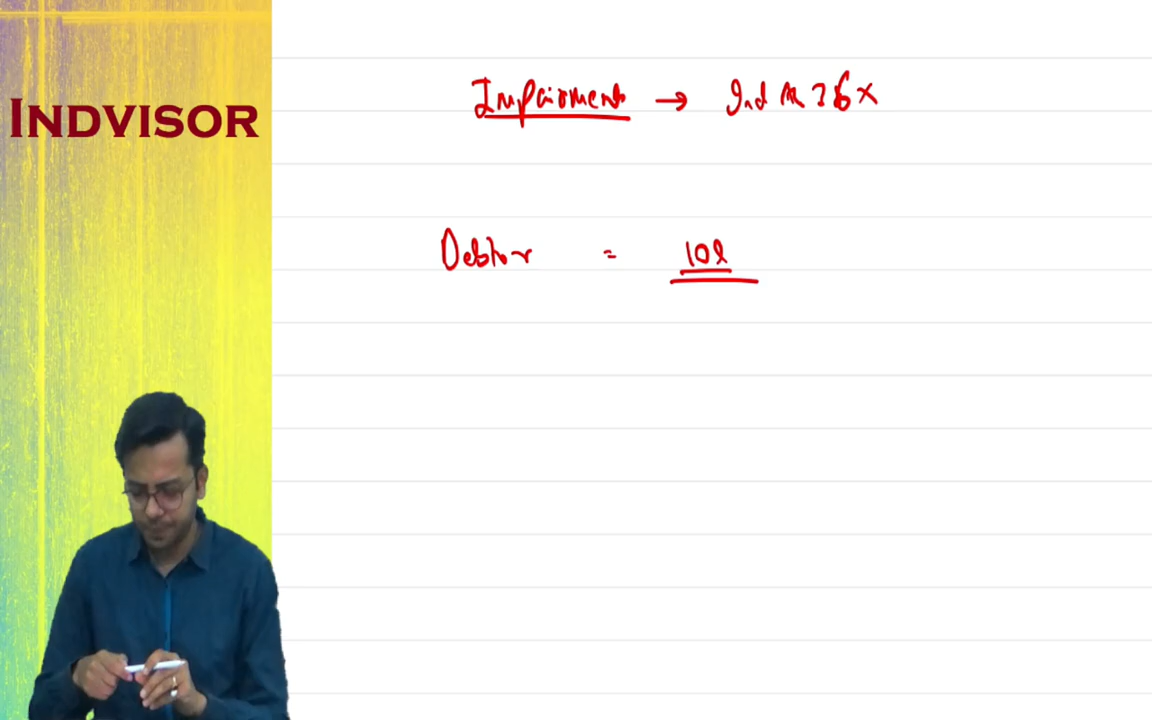 INDVISOR
Impairment → Ind AS 36 X
Debtor = 10l